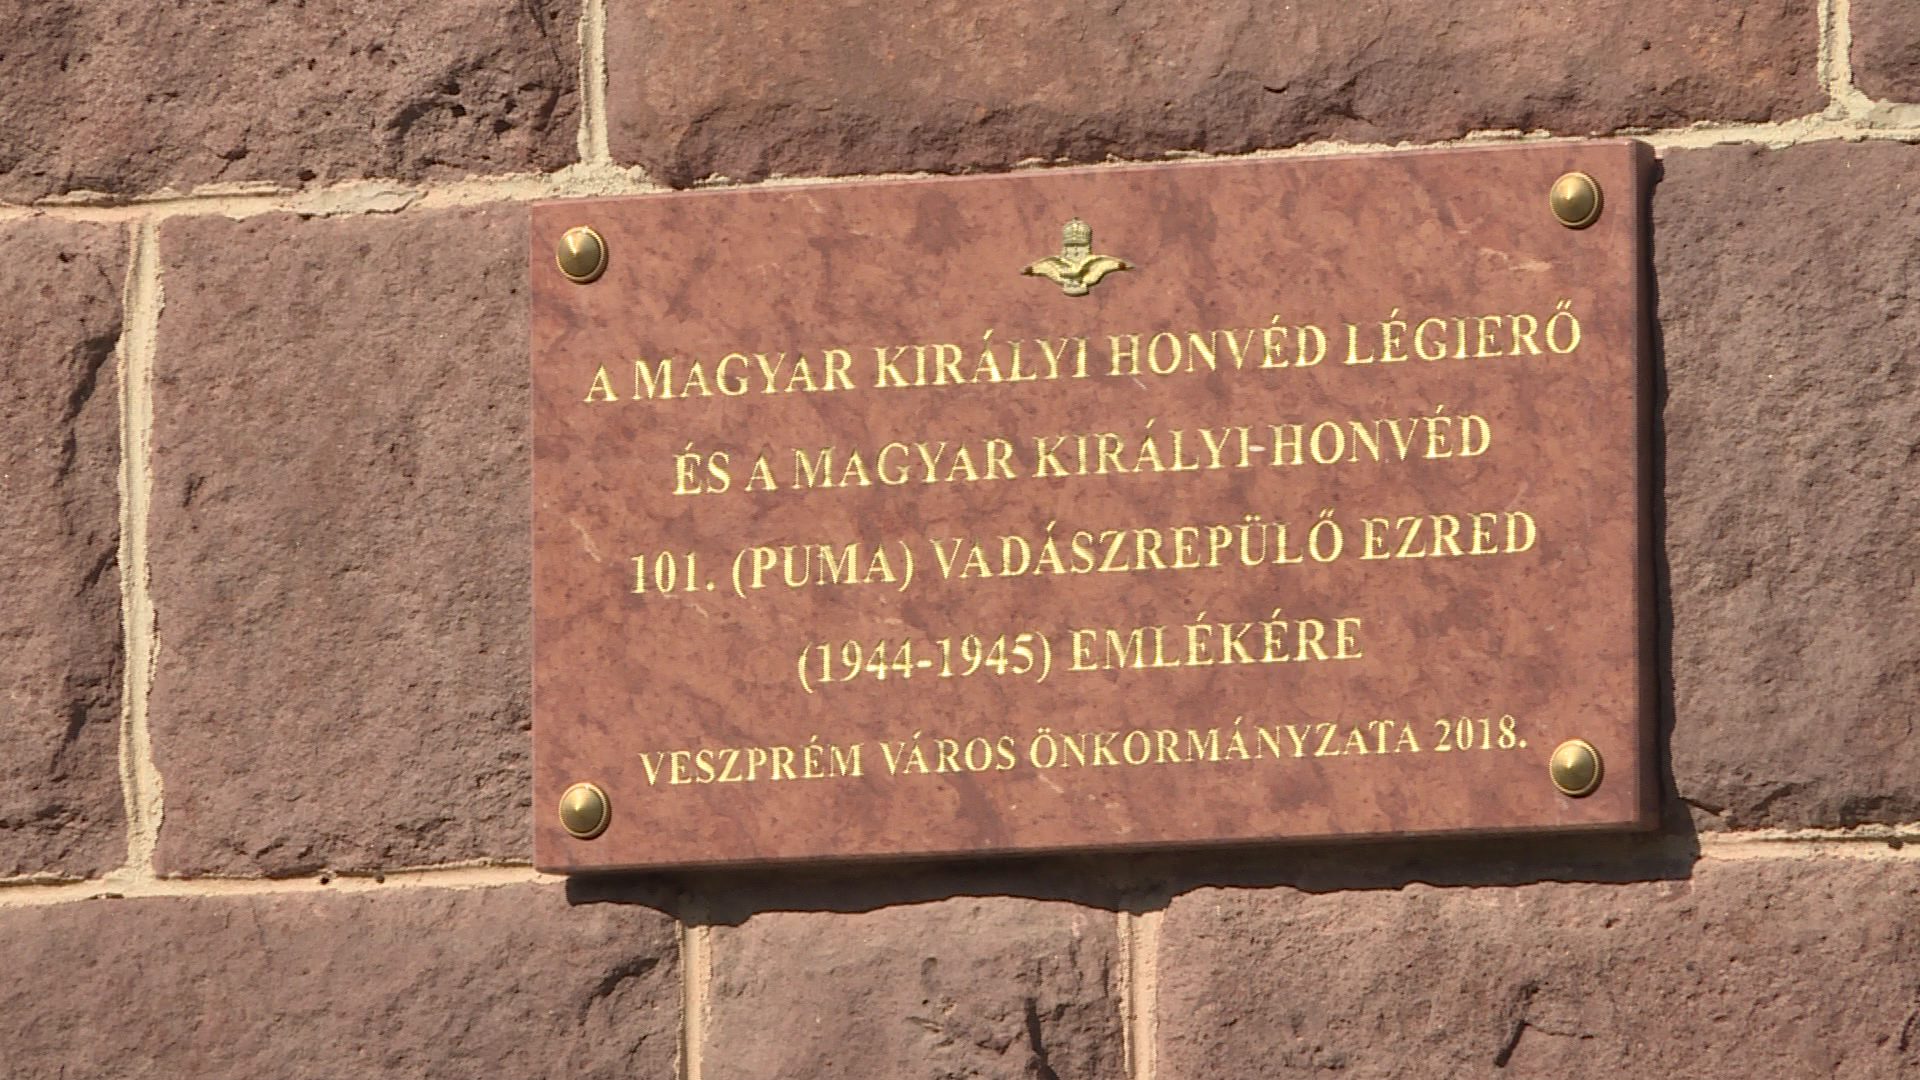 A MAGYAR KIRÁLYI HONVÉD LÉGIERŐ
ÉS A MAGYAR KIRÁLYI-HONVÉD
101. (PUMA) VADÁSZREPÜLŐ EZRED
(1944-1945) EMLÉKÉRE
VESZPRÉM VÁROS ÖNKORMÁNYZATA 2018.